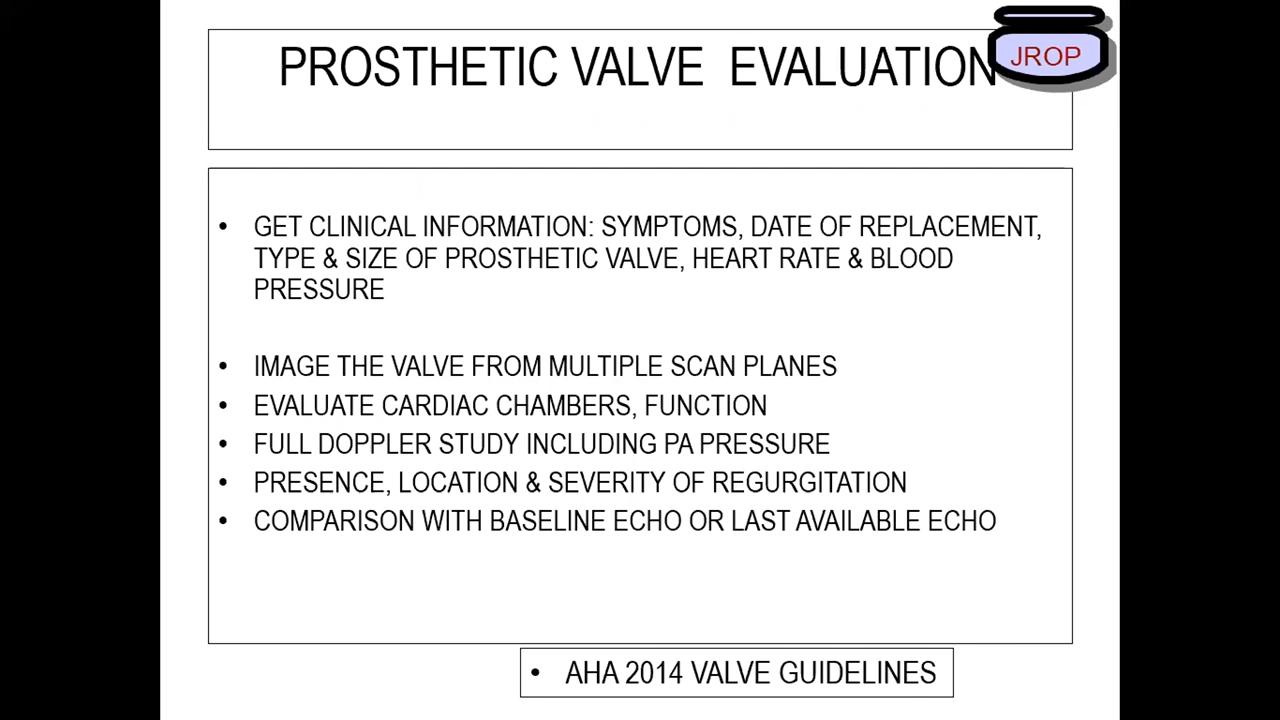 PROSTHETIC VALVE EVALUATION
JROP
• GET CLINICAL INFORMATION: SYMPTOMS, DATE OF REPLACEMENT,
TYPE & SIZE OF PROSTHETIC VALVE, HEART RATE & BLOOD
PRESSURE
• IMAGE THE VALVE FROM MULTIPLE SCAN PLANES
• EVALUATE CARDIAC CHAMBERS, FUNCTION
• FULL DOPPLER STUDY INCLUDING PA PRESSURE
• PRESENCE, LOCATION & SEVERITY OF REGURGITATION
• COMPARISON WITH BASELINE ECHO OR LAST AVAILABLE ECHO
• AHA 2014 VALVE GUIDELINES